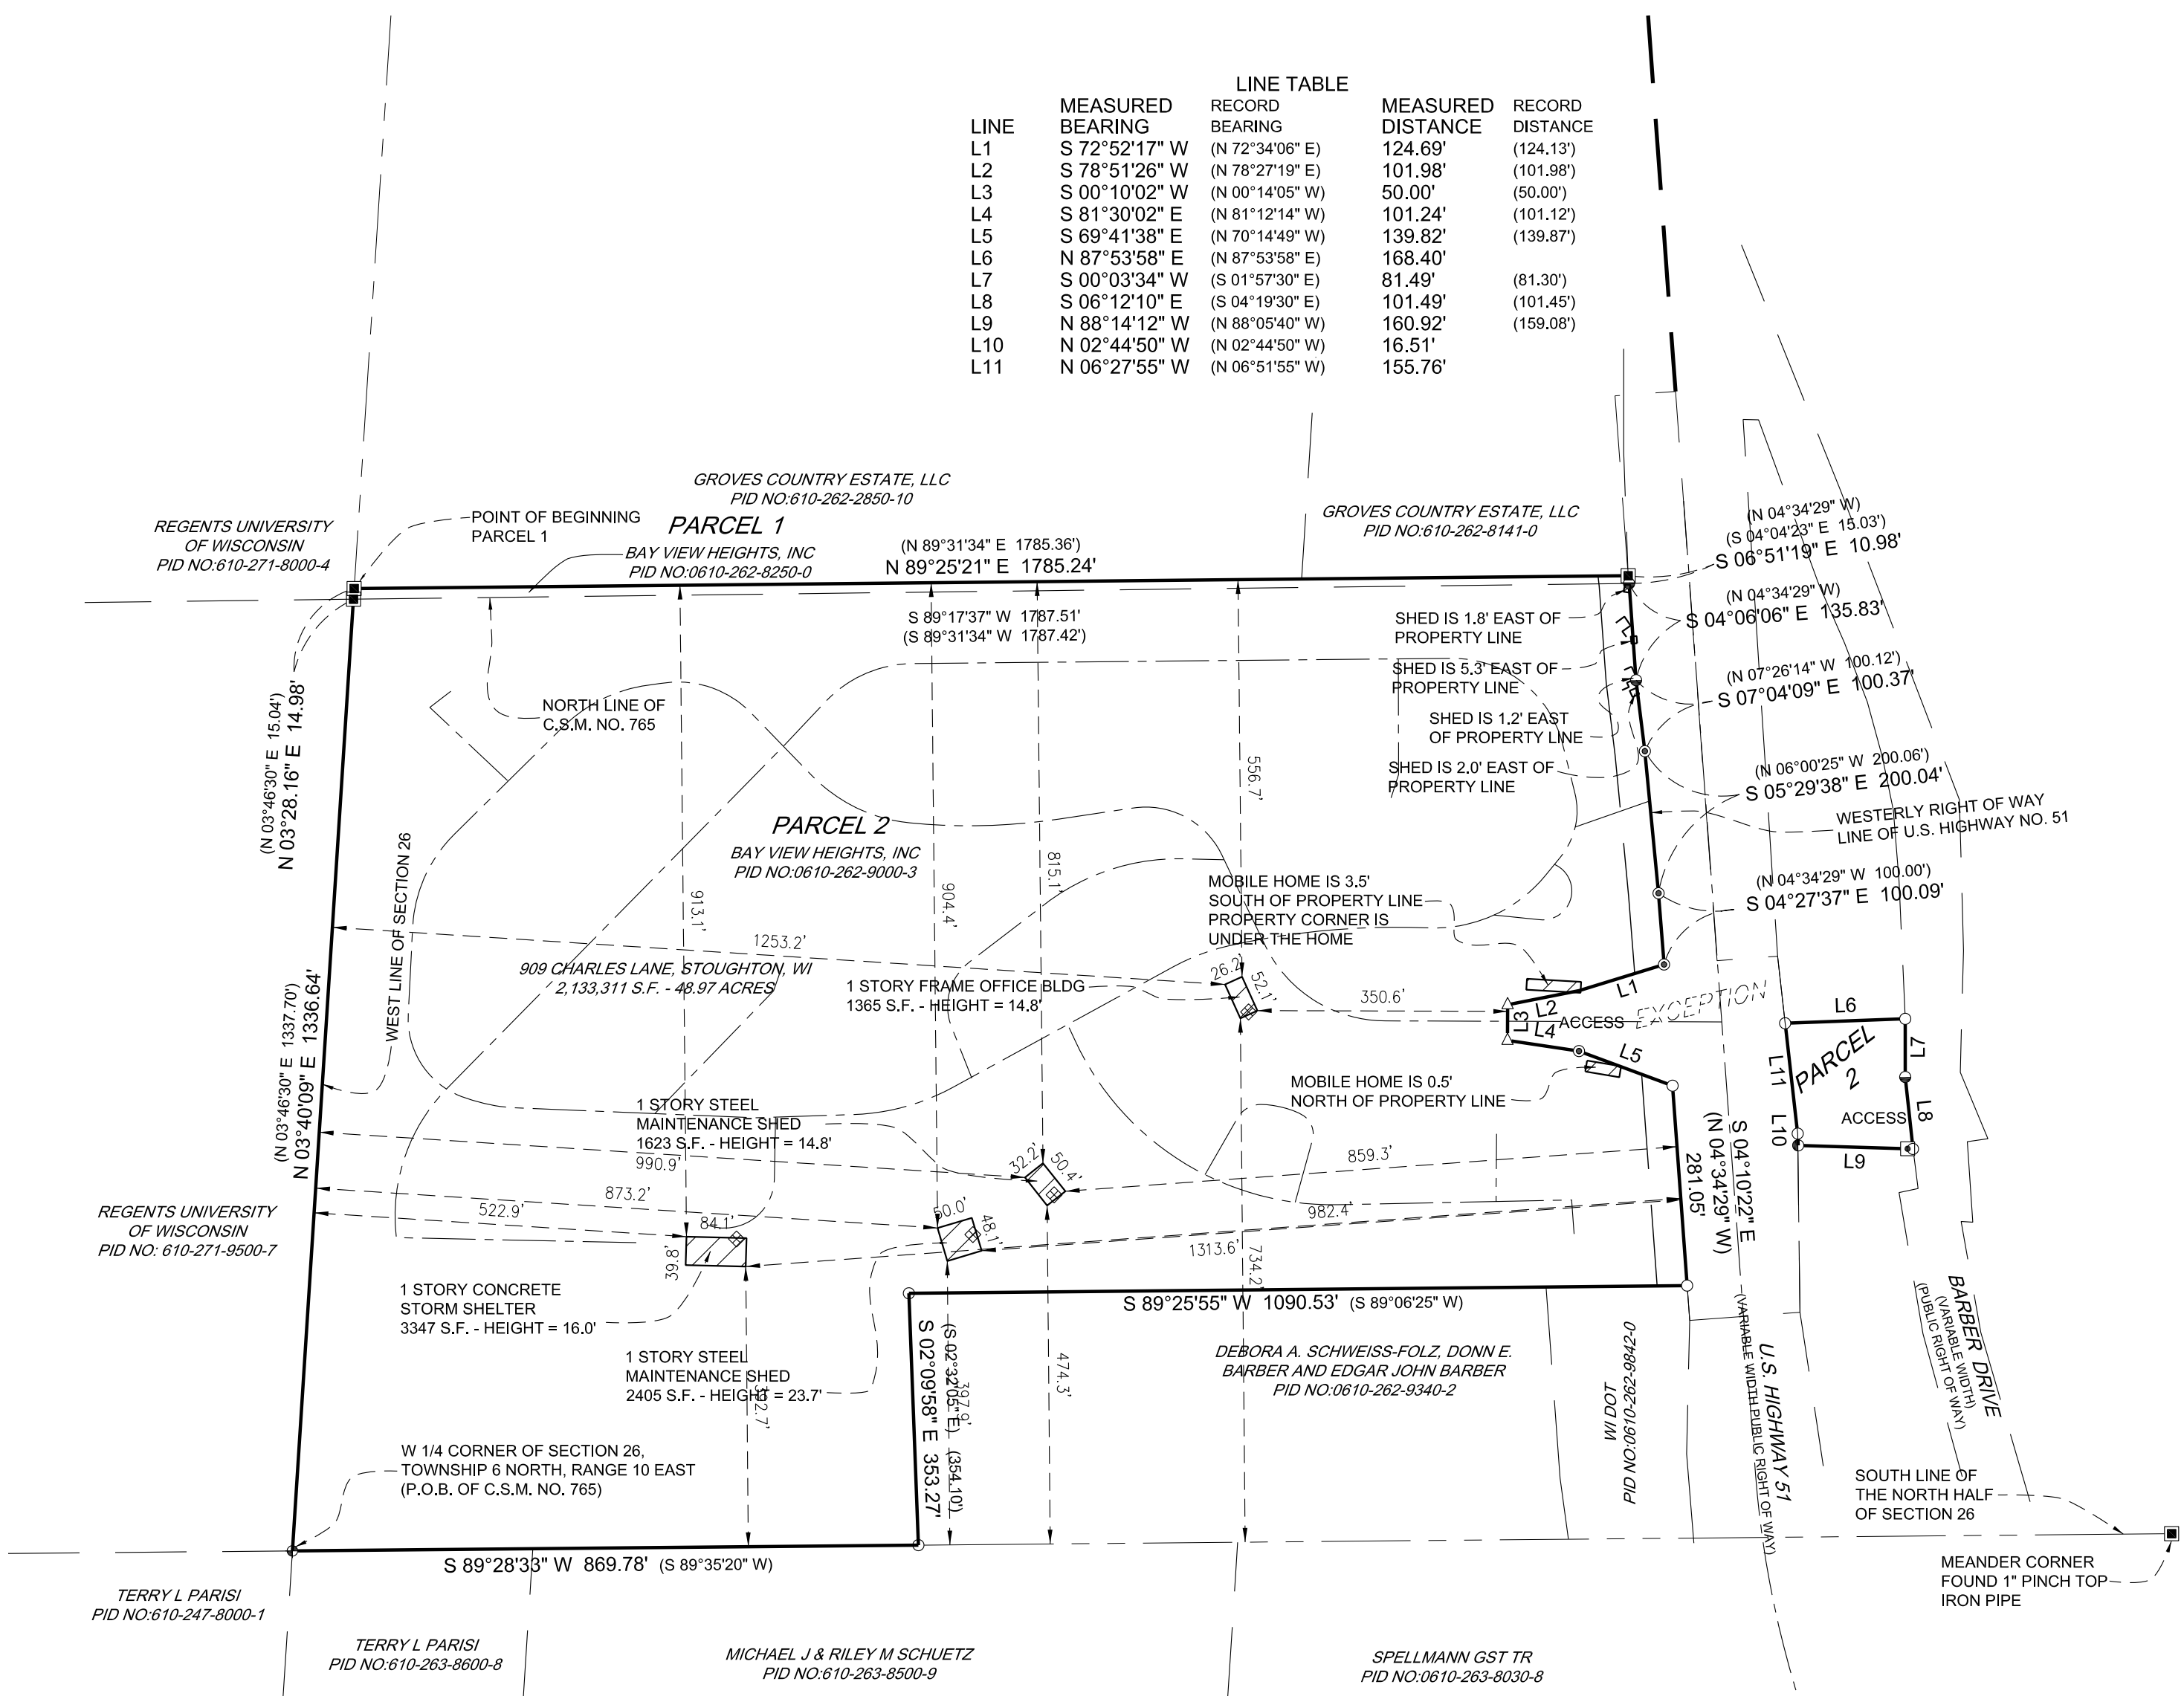 LINE TABLE
LINE MEASURED BEARING RECORD BEARING MEASURED DISTANCE RECORD DISTANCE
L1 S 72°52'17" W (N 72°34'06" E) 124.69' (124.13')
L2 S 78°51'26" W (N 78°27'19" E) 101.98' (101.98')
L3 S 00°10'02" W (N 00°14'05" W) 50.00' (50.00')
L4 S 81°30'02" E (N 81°12'14" W) 101.24' (101.12')
L5 S 69°41'38" E (N 70°14'49" W) 139.82' (139.87')
L6 N 87°53'58" E (N 87°53'58" E) 168.40'
L7 S 00°03'34" W (S 01°57'30" E) 81.49' (81.30')
L8 S 06°12'10" E (S 04°19'30" E) 101.49' (101.45')
L9 N 88°14'12" W (N 88°05'40" W) 160.92' (159.08')
L10 N 02°44'50" W (N 02°44'50" W) 16.51'
L11 N 06°27'55" W (N 06°51'55" W) 155.76'
GROVES COUNTRY ESTATE, LLC
PID NO:610-262-2850-10
REGENTS UNIVERSITY
OF WISCONSIN
PID NO:610-271-8000-4
POINT OF BEGINNING
PARCEL 1
PARCEL 1
BAY VIEW HEIGHTS, INC
PID NO:0610-262-8250-0
(N 89°31'34" E 1785.36')
N 89°25'21" E 1785.24'
GROVES COUNTRY ESTATE, LLC
PID NO:610-262-8141-0
(N 04°34'29" W)
(S 04°04'23" E 15.03')
S 06°51'19" E 10.98'
(N 04°34'29" W)
S 04°06'06" E 135.83'
(N 07°26'14" W 100.12')
S 07°04'09" E 100.37'
(N 06°00'25" W 200.06')
S 05°29'38" E 200.04'
WESTERLY RIGHT OF WAY
LINE OF U.S. HIGHWAY NO. 51
(N 04°34'29" W 100.00')
S 04°27'37" E 100.09'
S 89°17'37" W 1787.51'
(S 89°31'34" W 1787.42')
SHED IS 1.8' EAST OF
PROPERTY LINE
SHED IS 5.3' EAST OF
PROPERTY LINE
SHED IS 1.2' EAST
OF PROPERTY LINE
SHED IS 2.0' EAST OF
PROPERTY LINE
(N 03°46'30" E 15.04')
N 03°28.16" E 14.98'
NORTH LINE OF
C.S.M. NO. 765
PARCEL 2
BAY VIEW HEIGHTS, INC
PID NO:0610-262-9000-3
556.7'
815.1'
904.4'
913.1'
WEST LINE OF SECTION 26
MOBILE HOME IS 3.5'
SOUTH OF PROPERTY LINE
PROPERTY CORNER IS
UNDER THE HOME
1253.2'
909 CHARLES LANE, STOUGHTON, WI
2,133,311 S.F. - 48.97 ACRES
1 STORY FRAME OFFICE BLDG
1365 S.F. - HEIGHT = 14.8'
26.2'
52.1'
350.6'
L1
L2
L3
L4
L5
ACCESS
EXCEPTION
L6
L7
L8
L9
L10
L11
PARCEL
2
ACCESS
(N 03°46'30" E 1337.70')
N 03°40'09" E 1336.64'
MOBILE HOME IS 0.5'
NORTH OF PROPERTY LINE
1 STORY STEEL
MAINTENANCE SHED
1623 S.F. - HEIGHT = 14.8'
990.9'
32.2'
50.4'
859.3'
873.2'
522.9'
84.1'
39.8'
50.0'
48.1'
982.4'
1313.6'
734.2'
S 04°10'22" E
(N 04°34'29" W)
281.05'
REGENTS UNIVERSITY
OF WISCONSIN
PID NO: 610-271-9500-7
1 STORY CONCRETE
STORM SHELTER
3347 S.F. - HEIGHT = 16.0'
S 89°25'55" W 1090.53' (S 89°06'25" W)
1 STORY STEEL
MAINTENANCE SHED
2405 S.F. - HEIGHT = 23.7'
S 02°09'58" E 353.27'
(S 02°32'05" E) (354.10')
397.9'
474.3'
DEBORA A. SCHWEISS-FOLZ, DONN E.
BARBER AND EDGAR JOHN BARBER
PID NO:0610-262-9340-2
WI DOT
PID NO:0610-262-9842-0
U.S. HIGHWAY 51
(VARIABLE WIDTH PUBLIC RIGHT OF WAY)
BARBER DRIVE
(VARIABLE WIDTH)
(PUBLIC RIGHT OF WAY)
W 1/4 CORNER OF SECTION 26,
TOWNSHIP 6 NORTH, RANGE 10 EAST
(P.O.B. OF C.S.M. NO. 765)
SOUTH LINE OF
THE NORTH HALF
OF SECTION 26
S 89°28'33" W 869.78' (S 89°35'20" W)
MEANDER CORNER
FOUND 1" PINCH TOP
IRON PIPE
TERRY L PARISI
PID NO:610-247-8000-1
TERRY L PARISI
PID NO:610-263-8600-8
MICHAEL J & RILEY M SCHUETZ
PID NO:610-263-8500-9
SPELLMANN GST TR
PID NO:0610-263-8030-8